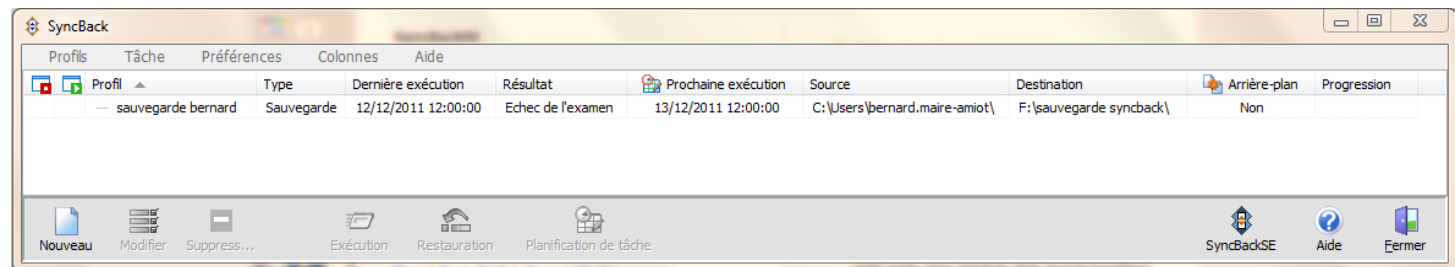 SyncBack
Profils Tâche Préférences Colonnes Aide
Profil Type Dernière exécution Résultat Prochaine exécution Source Destination Arrière-plan Progression
sauvegarde bernard Sauvegarde 12/12/2011 12:00:00 Echec de l'examen 13/12/2011 12:00:00 C:\Users\bernard.maire-amiot\ F:\sauvegarde syncback\ Non
Nouveau Modifier Suppress... Exécution Restauration Planification de tâche SyncBackSE Aide Fermer